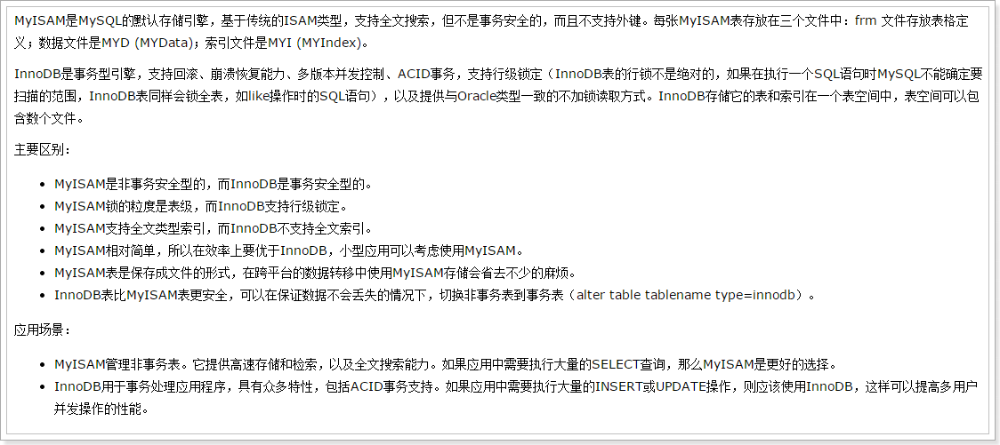 MyISAM是MySQL的默认存储引擎，基于传统的ISAM类型，支持全文搜索，但不是事务安全的，而且不支持外键。每张MyISAM表存放在三个文件中：frm 文件存放表格定
义；数据文件是MYD (MYData)；索引文件是MYI (MYIndex)。
InnoDB是事务型引擎，支持回滚、崩溃恢复能力、多版本并发控制、ACID事务，支持行级锁定（InnoDB表的行锁不是绝对的，如果在执行一个SQL语句时MySQL不能确定要
扫描的范围，InnoDB表同样会锁全表，如like操作时的SQL语句），以及提供与Oracle类型一致的不加锁读取方式。InnoDB存储它的表和索引在一个表空间中，表空间可以包
含数个文件。
主要区别：
• MyISAM是非事务安全型的，而InnoDB是事务安全型的。
• MyISAM锁的粒度是表级，而InnoDB支持行级锁定。
• MyISAM支持全文类型索引，而InnoDB不支持全文索引。
• MyISAM相对简单，所以在效率上要优于InnoDB，小型应用可以考虑使用MyISAM。
• MyISAM表是保存成文件的形式，在跨平台的数据转移中使用MyISAM存储会省去不少的麻烦。
• InnoDB表比MyISAM表更安全，可以在保证数据不会丢失的情况下，切换非事务表到事务表（alter table tablename type=innodb）。
应用场景：
• MyISAM管理非事务表。它提供高速存储和检索，以及全文搜索能力。如果应用中需要执行大量的SELECT查询，那么MyISAM是更好的选择。
• InnoDB用于事务处理应用程序，具有众多特性，包括ACID事务支持。如果应用中需要执行大量的INSERT或UPDATE操作，则应该使用InnoDB，这样可以提高多用户
并发操作的性能。